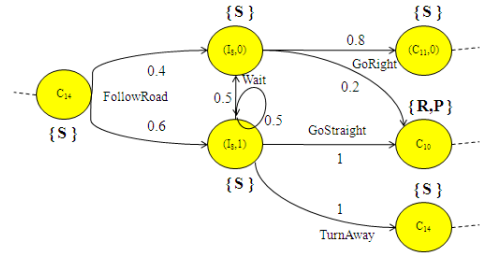 {S}
{S}
(I₈,0)
0.8
(C₁₁,0)
GoRight
0.4
Wait
0.2
C₁₄
FollowRoad
0.5
{R,P}
{S}
0.6
0.5
GoStraight
(I₈,1)
C₁₀
1
{S}
{S}
1
C₁₄
TurnAway